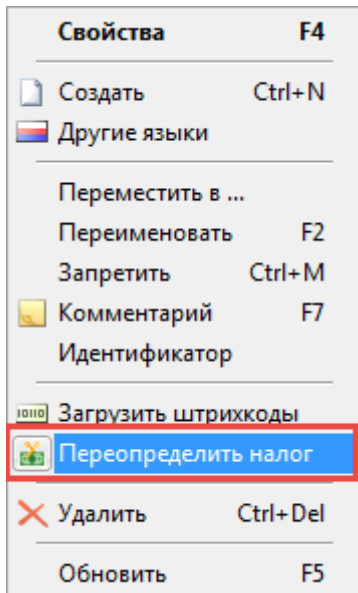 Свойства F4
Создать Ctrl+N
Другие языки
Переместить в ...
Переименовать F2
Запретить Ctrl+M
Комментарий F7
Идентификатор
Загрузить штрихкоды
Переопределить налог
Удалить Ctrl+Del
Обновить F5